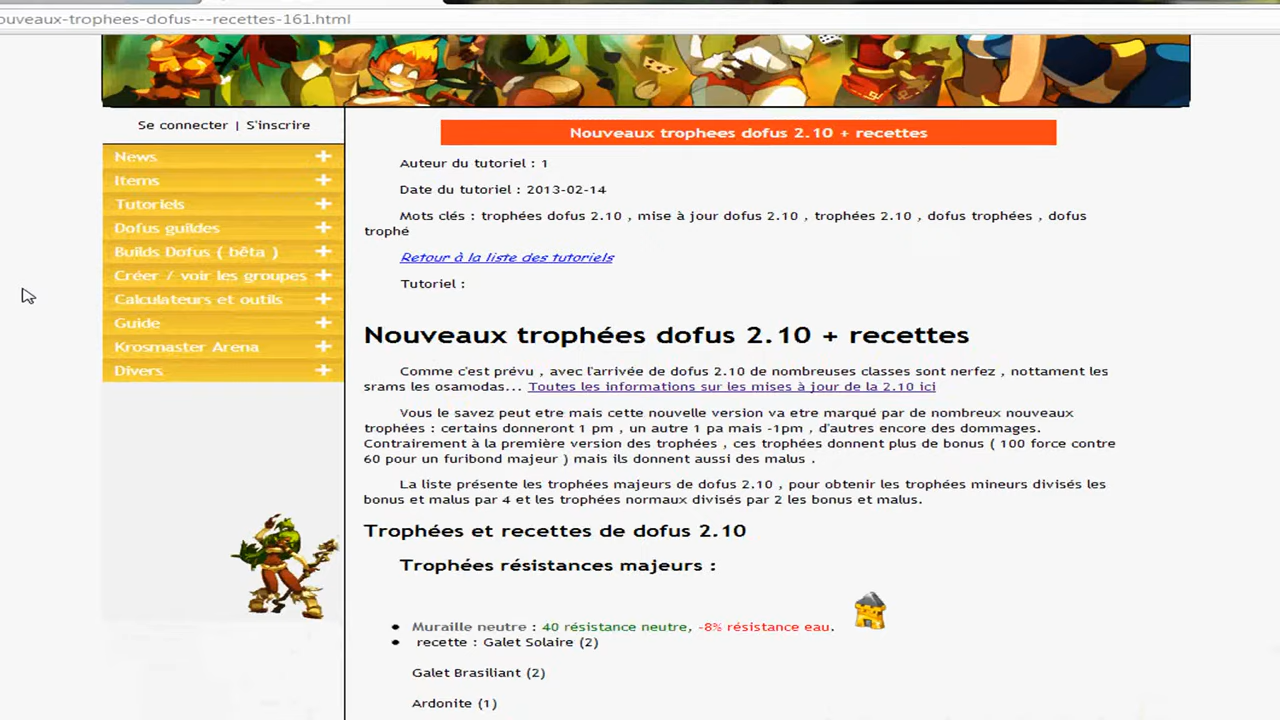 ouveaux-trophees-dofus---recettes-161.html
Se connecter | S'inscrire
News
Items
Tutoriels
Dofus guildes
Builds Dofus ( bêta )
Créer / voir les groupes
Calculateurs et outils
Guide
Krosmaster Arena
Divers
Nouveaux trophees dofus 2.10 + recettes
Auteur du tutoriel : 1
Date du tutoriel : 2013-02-14
Mots clés : trophées dofus 2.10 , mise à jour dofus 2.10 , trophées 2.10 , dofus trophées , dofus
trophé
Retour à la liste des tutoriels
Tutoriel :
Nouveaux trophées dofus 2.10 + recettes
Comme c'est prévu , avec l'arrivée de dofus 2.10 de nombreuses classes sont nerfez , nottament les
srams les osamodas... Toutes les informations sur les mises à jour de la 2.10 ici
Vous le savez peut etre mais cette nouvelle version va etre marqué par de nombreux nouveaux
trophées : certains donneront 1 pm , un autre 1 pa mais -1pm , d'autres encore des dommages.
Contrairement à la première version des trophées , ces trophées donnent plus de bonus ( 100 force contre
60 pour un furibond majeur ) mais ils donnent aussi des malus .
La liste présente les trophées majeurs de dofus 2.10 , pour obtenir les trophées mineurs divisés les
bonus et malus par 4 et les trophées normaux divisés par 2 les bonus et malus.
Trophées et recettes de dofus 2.10
Trophées résistances majeurs :
Muraille neutre : 40 résistance neutre, -8% résistance eau.
recette : Galet Solaire (2)
Galet Brasiliant (2)
Ardonite (1)